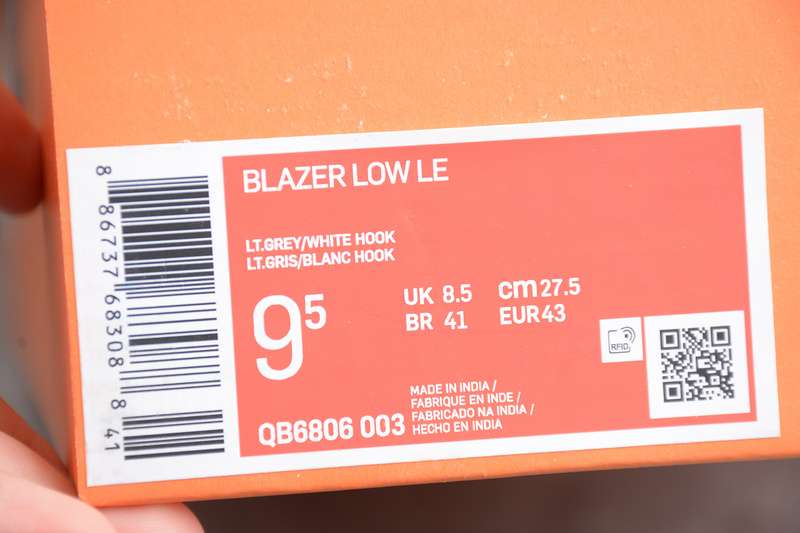 BLAZER LOW LE
LT.GREY/WHITE HOOK
LT.GRIS/BLANC HOOK
9 5
UK 8.5 cm 27.5
BR 41 EUR 43
RFID
MADE IN INDIA /
FABRIQUE EN INDE /
FABRICADO NA INDIA /
HECHO EN INDIA
QB6806 003
8 86737 68308 8 41